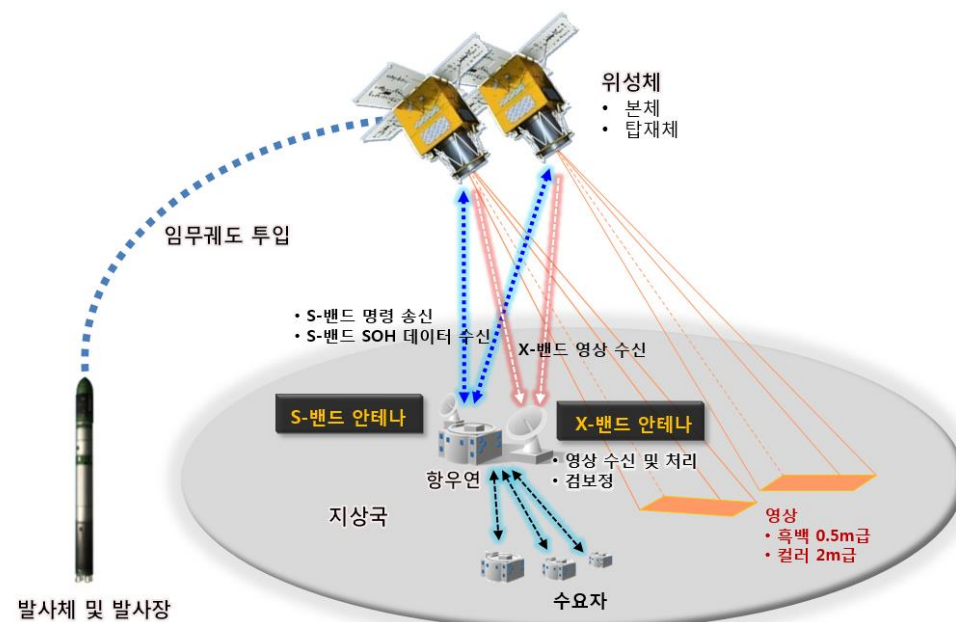 위성체
• 본체
• 탑재체
임무궤도 투입
• S-밴드 명령 송신
• S-밴드 SOH 데이터 수신
X-밴드 영상 수신
S-밴드 안테나
X-밴드 안테나
• 영상 수신 및 처리
• 검보정
항우연
지상국
영상
• 흑백 0.5m급
• 컬러 2m급
수요자
발사체 및 발사장